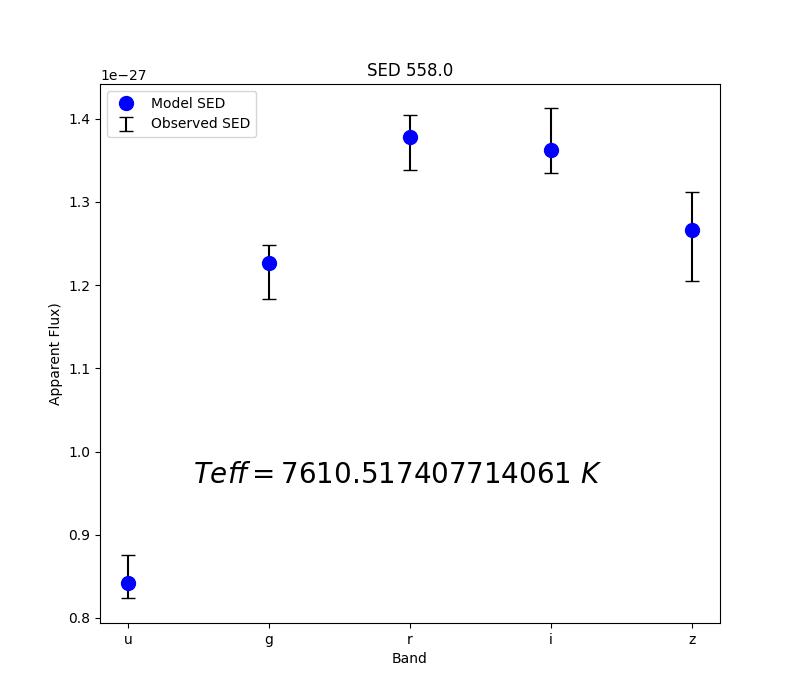 SED 558.0
1e−27
Model SED
Observed SED
1.4
1.3
1.2
1.1
1.0
0.9
0.8
Apparent Flux)
Teff = 7610.517407714061 K
u g r i z
Band